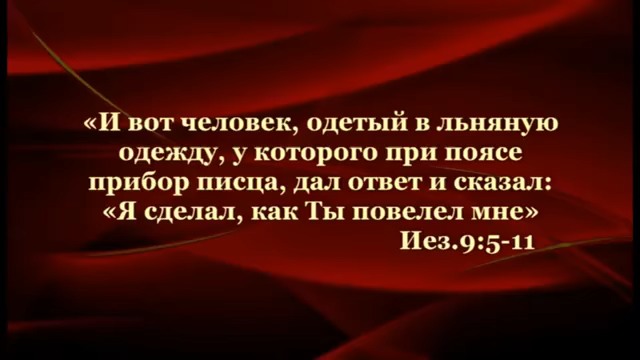 «И вот человек, одетый в льняную
одежду, у которого при поясе
прибор писца, дал ответ и сказал:
«Я сделал, как Ты повелел мне»
Иез.9:5-11